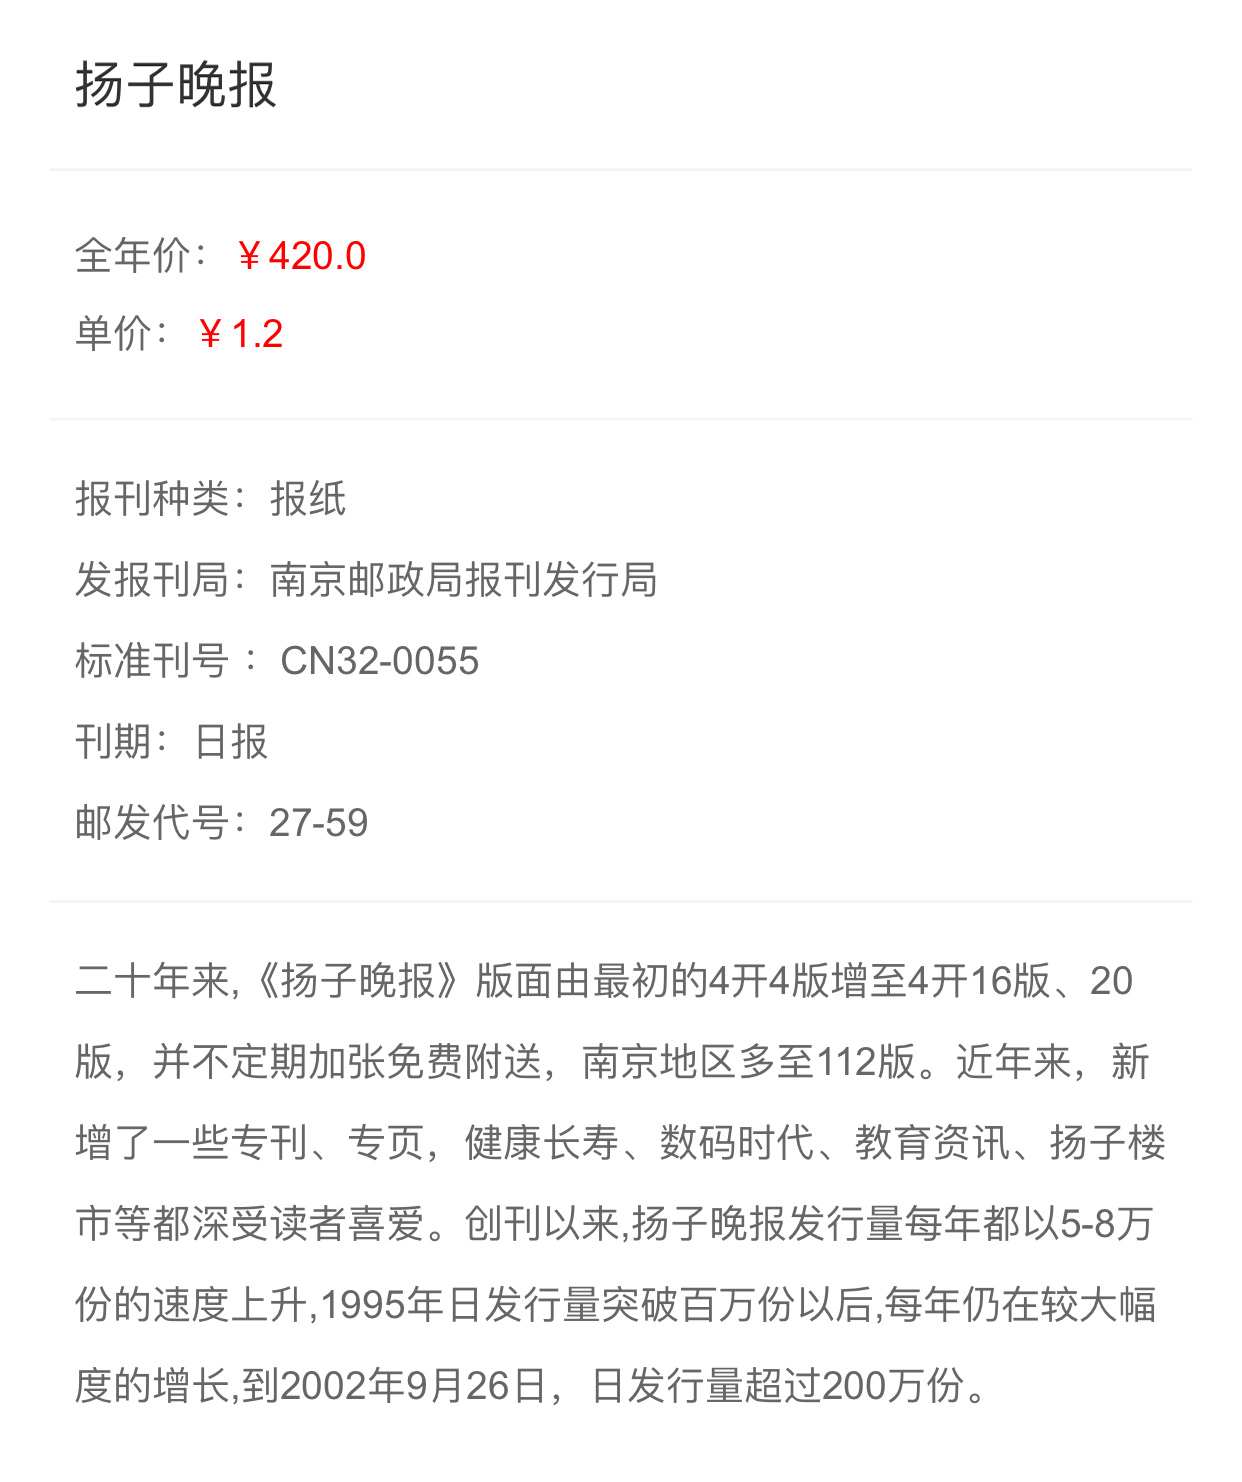 扬子晚报
全年价：￥420.0
单价：￥1.2
报刊种类：报纸
发报刊局：南京邮政局报刊发行局
标准刊号 ：CN32-0055
刊期：日报
邮发代号：27-59
二十年来,《扬子晚报》版面由最初的4开4版增至4开16版、20
版，并不定期加张免费附送，南京地区多至112版。近年来，新
增了一些专刊、专页，健康长寿、数码时代、教育资讯、扬子楼
市等都深受读者喜爱。创刊以来,扬子晚报发行量每年都以5-8万
份的速度上升,1995年日发行量突破百万份以后,每年仍在较大幅
度的增长,到2002年9月26日，日发行量超过200万份。